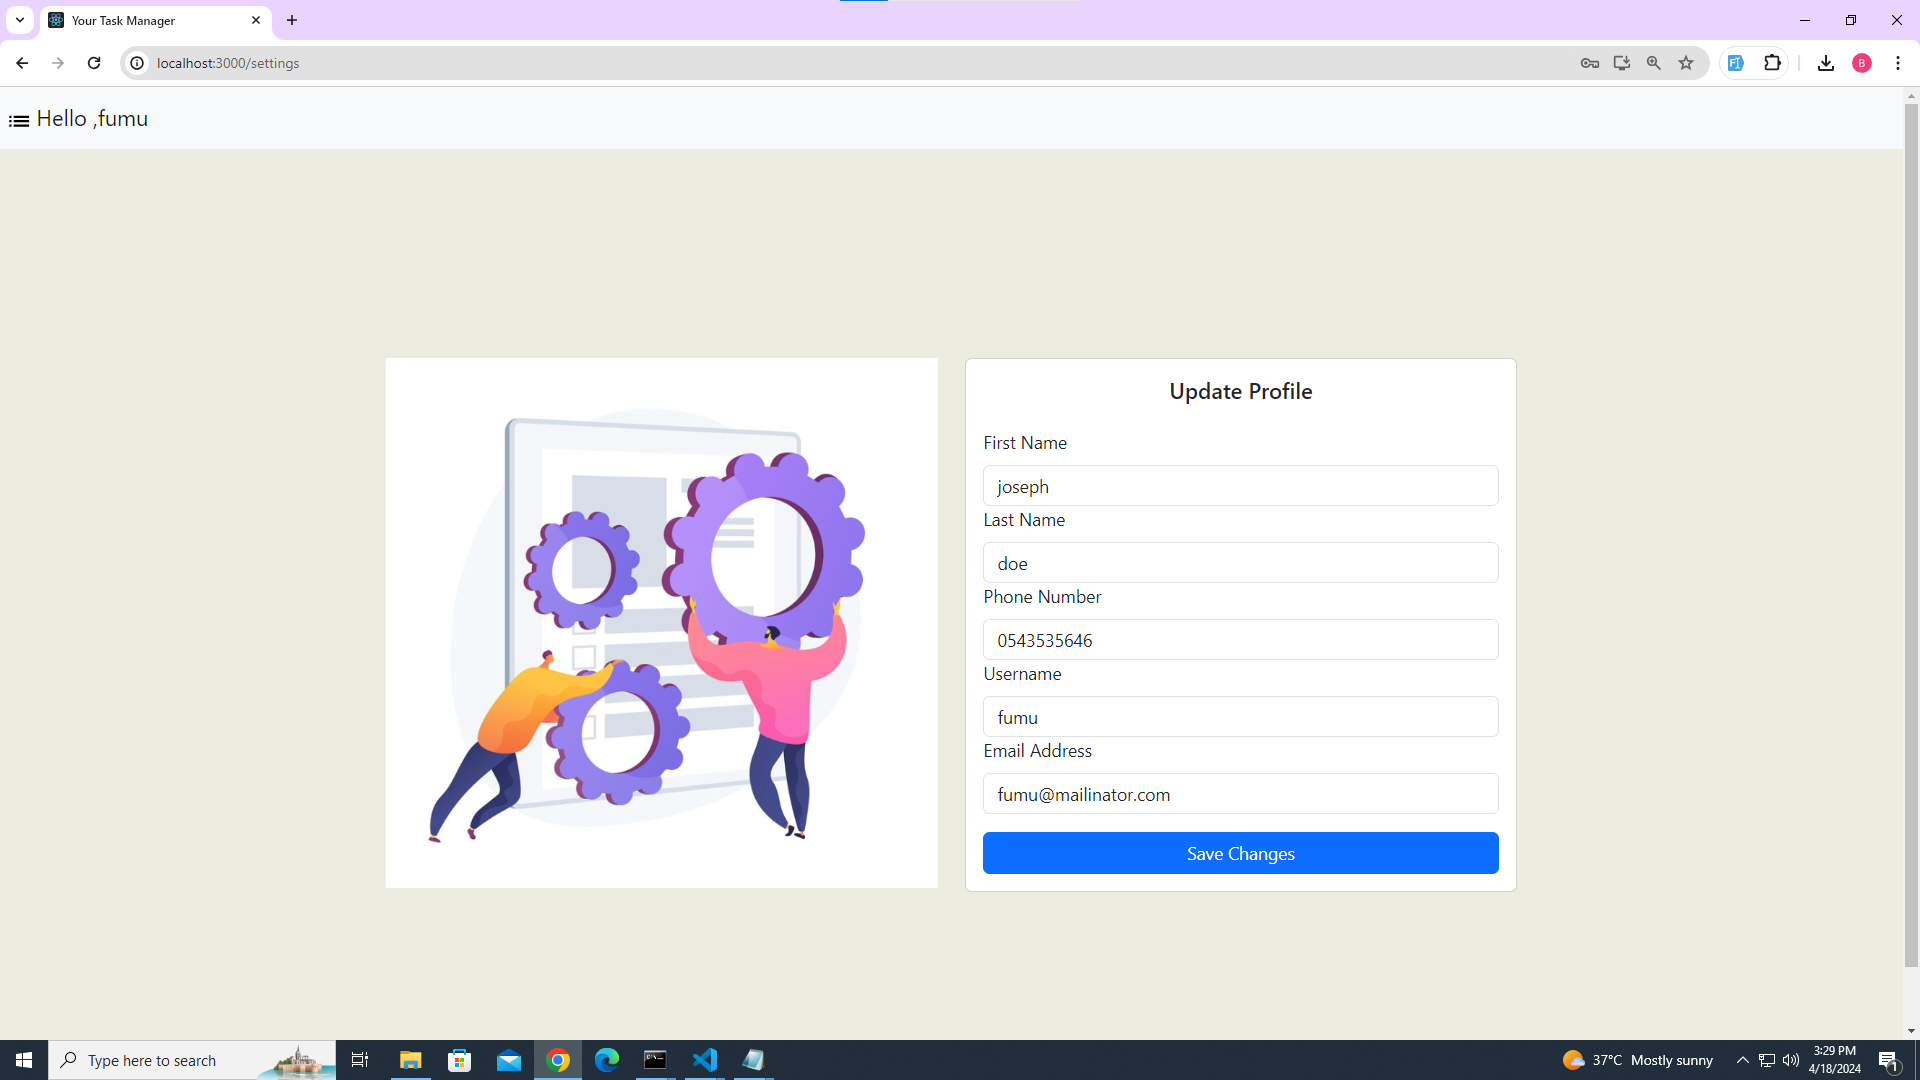 Your Task Manager
localhost:3000/settings
B
Hello ,fumu
Update Profile
First Name
joseph
Last Name
doe
Phone Number
0543535646
Username
fumu
Email Address
fumu@mailinator.com
Save Changes
Type here to search
37°C Mostly sunny
3:29 PM
4/18/2024
1